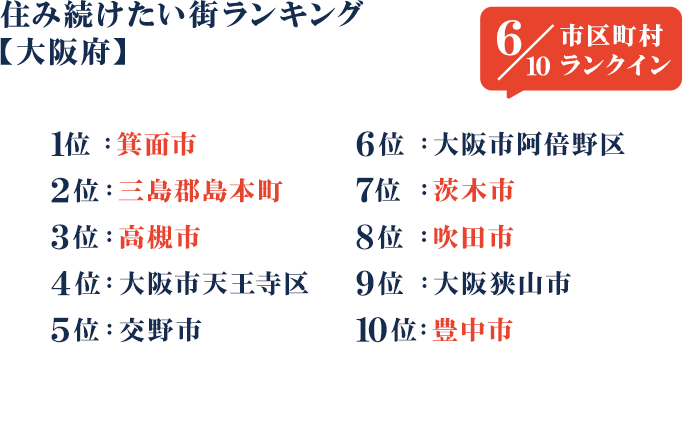 住み続けたい街ランキング
【大阪府】
6/10 市区町村
ランクイン
1位：箕面市
2位：三島郡島本町
3位：高槻市
4位：大阪市天王寺区
5位：交野市
6位：大阪市阿倍野区
7位：茨木市
8位：吹田市
9位：大阪狭山市
10位：豊中市